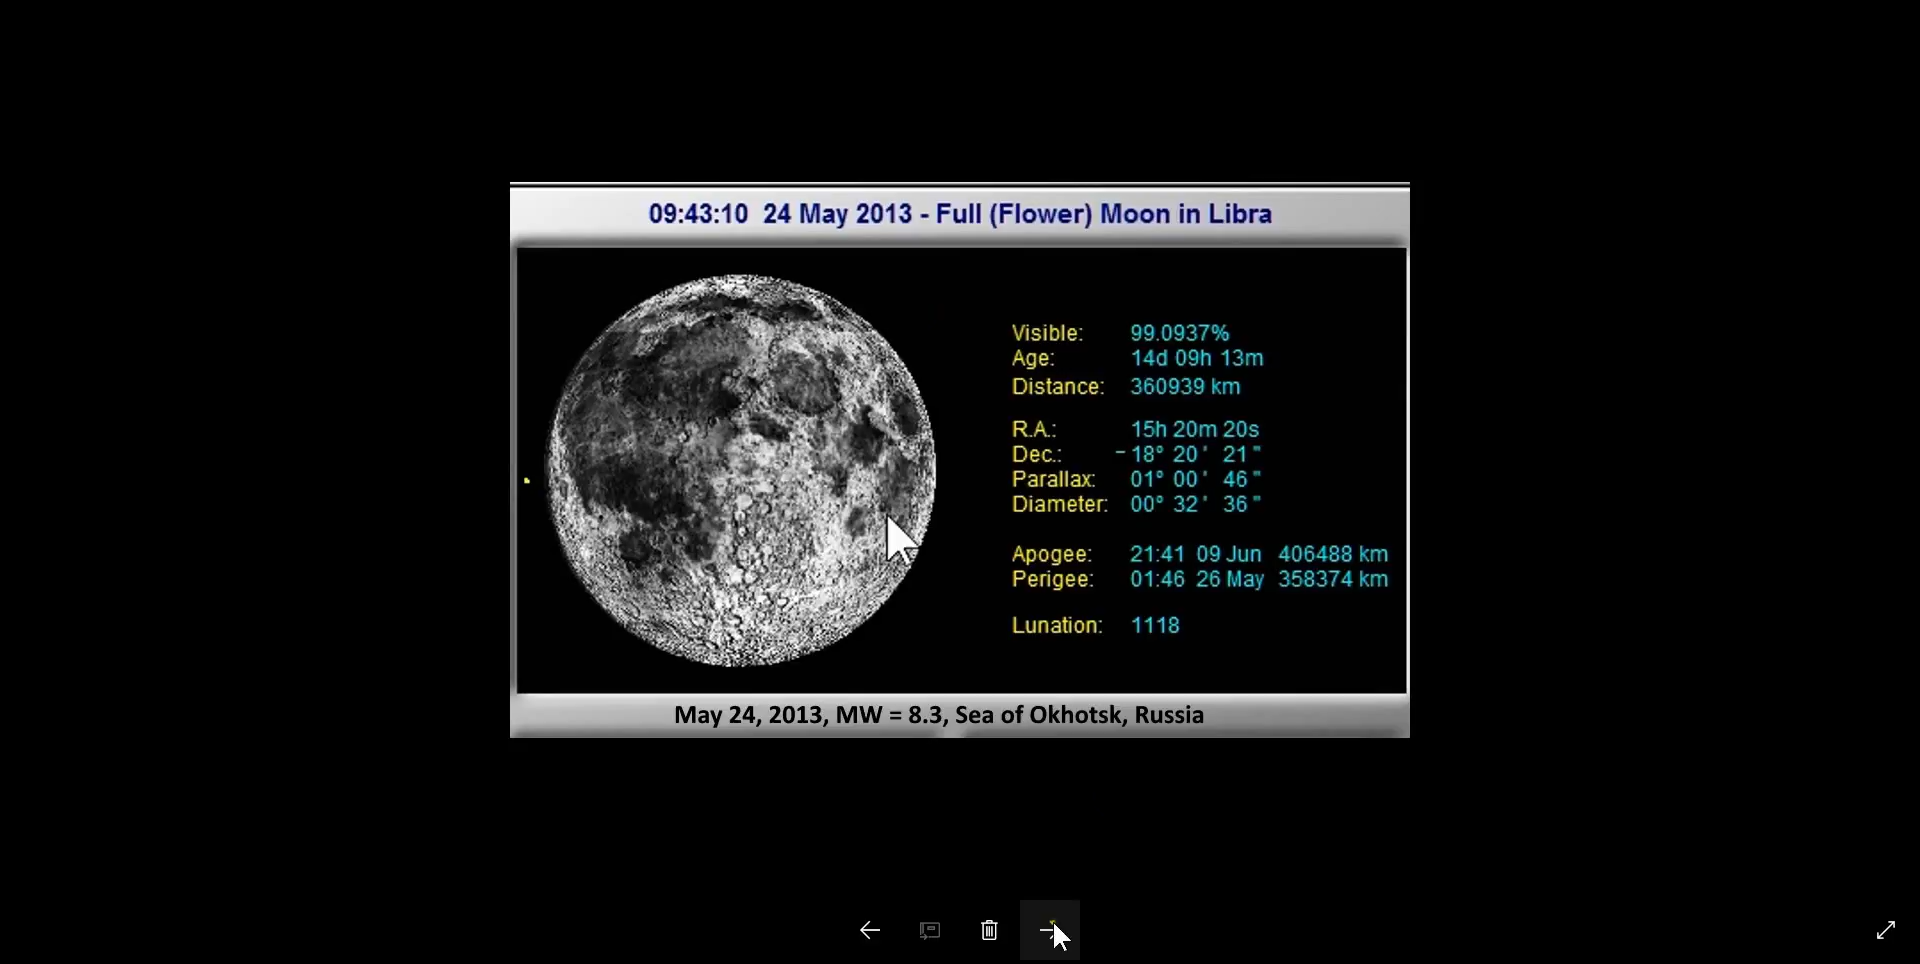 09:43:10 24 May 2013 - Full (Flower) Moon in Libra
Visible: 99.0937%
Age: 14d 09h 13m
Distance: 360939 km
R.A.: 15h 20m 20s
Dec.: -18° 20' 21"
Parallax: 01° 00' 46"
Diameter: 00° 32' 36"
Apogee: 21:41 09 Jun 406488 km
Perigee: 01:46 26 May 358374 km
Lunation: 1118
May 24, 2013, MW = 8.3, Sea of Okhotsk, Russia